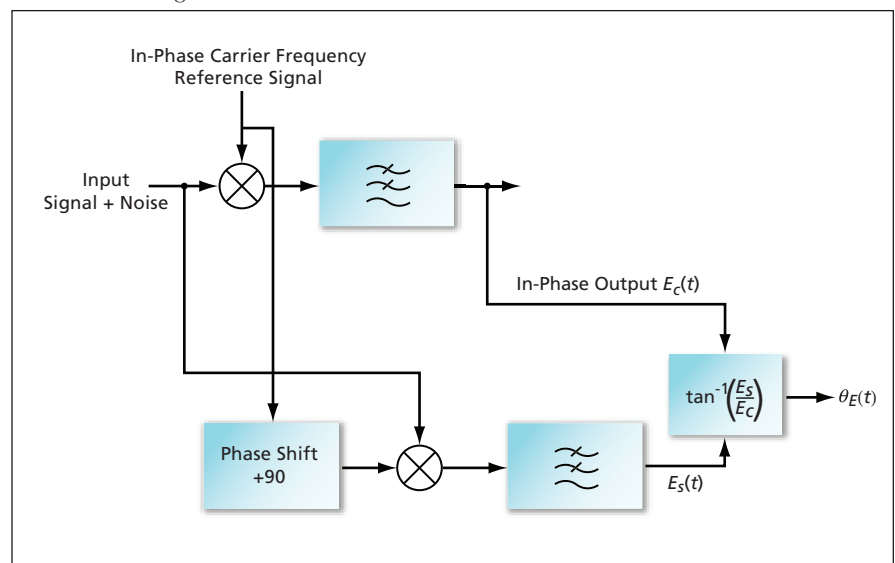 In-Phase Carrier Frequency
Reference Signal
Input
Signal + Noise
In-Phase Output E_c(t)
tan⁻¹(E_S/E_C)
θ_E(t)
Phase Shift
+90
E_s(t)